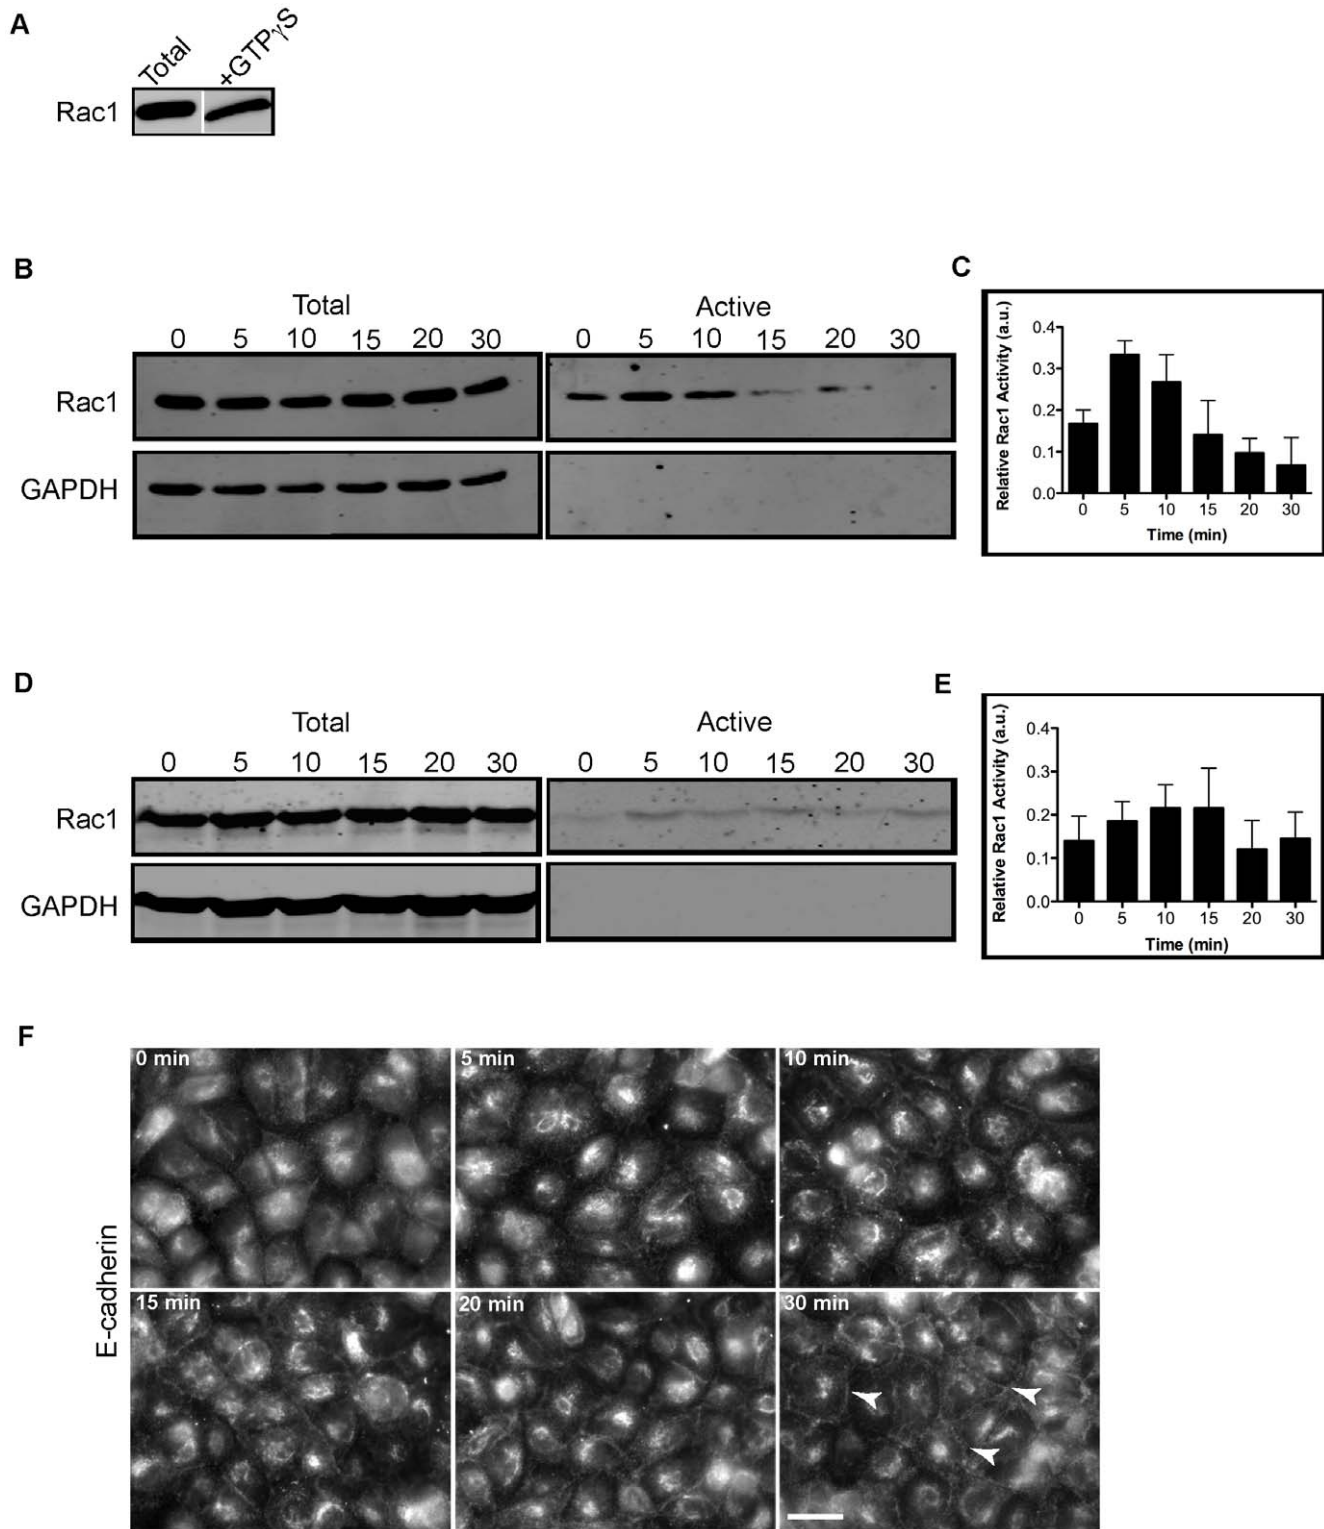 A
Total +GTPγS
Rac1
B
Total Active
0 5 10 15 20 30 0 5 10 15 20 30
Rac1
GAPDH
C
Relative Rac1 Activity (a.u.)
0.4
0.3
0.2
0.1
0.0
0 5 10 15 20 30
Time (min)
D
Total Active
0 5 10 15 20 30 0 5 10 15 20 30
Rac1
GAPDH
E
Relative Rac1 Activity (a.u.)
0.4
0.3
0.2
0.1
0.0
0 5 10 15 20 30
Time (min)
F
E-cadherin
0 min 5 min 10 min
15 min 20 min 30 min